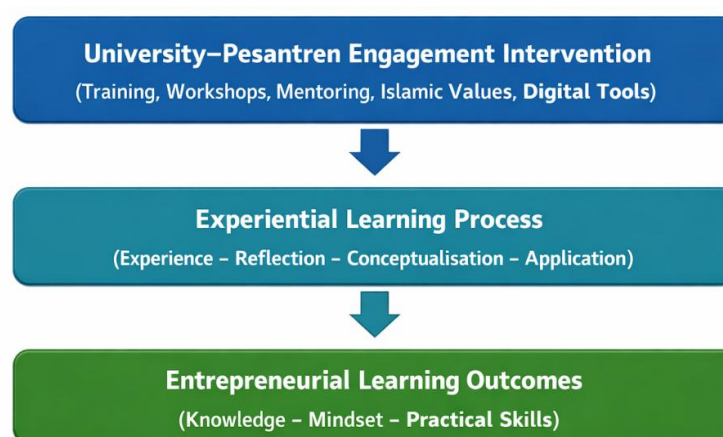 University–Pesantren Engagement Intervention
(Training, Workshops, Mentoring, Islamic Values, Digital Tools)
Experiential Learning Process
(Experience – Reflection – Conceptualisation – Application)
Entrepreneurial Learning Outcomes
(Knowledge – Mindset – Practical Skills)